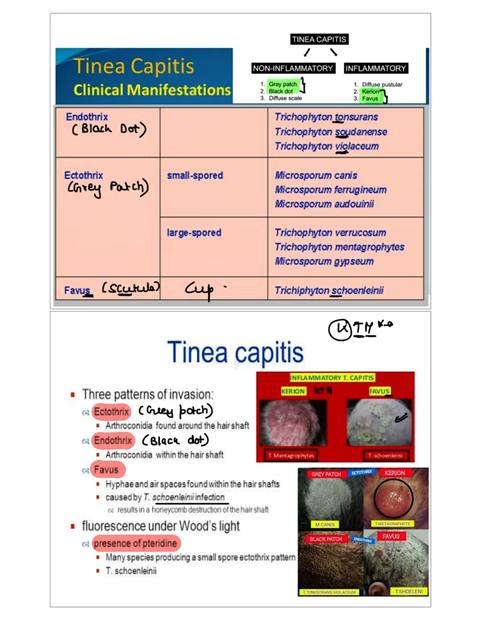 TINEA CAPITIS
NON-INFLAMMATORY
INFLAMMATORY
1. Grey patch
2. Black dot
3. Diffuse scale
1. Diffuse pustular
2. Kerion
3. Favus
Tinea Capitis
Clinical Manifestations
Endothrix
(Black Dot)
Trichophyton tonsurans
Trichophyton soudanense
Trichophyton violaceum
Ectothrix
(Grey Patch)
small-spored
Microsporum canis
Microsporum ferrugineum
Microsporum audouinii
large-spored
Trichophyton verrucosum
Trichophyton mentagrophytes
Microsporum gypseum
Favus (Scutula)
Cup
Trichiphyton schoenleinii
Tinea capitis
Three patterns of invasion:
Ectothrix (Grey patch)
Arthroconidia found around the hair shaft
Endothrix (Black dot)
Arthroconidia within the hair shaft
Favus
Hyphae and air spaces found within the hair shafts
caused by T. schoenleinii infection
results in a honeycomb destruction of the hair shaft
fluorescence under Wood's light
presence of pteridine
Many species producing a small spore ectothrix pattern
T. schoenleinii
INFLAMMATORY T. CAPITIS
KERION
FAVUS
T. Mentagrophytes
T. schoenleinii
GREY PATCH
ECTOTHRIX
KERION
M.CANIS
BLACK PATCH
ENDOTHRIX
FAVUS
T.SHOELENI